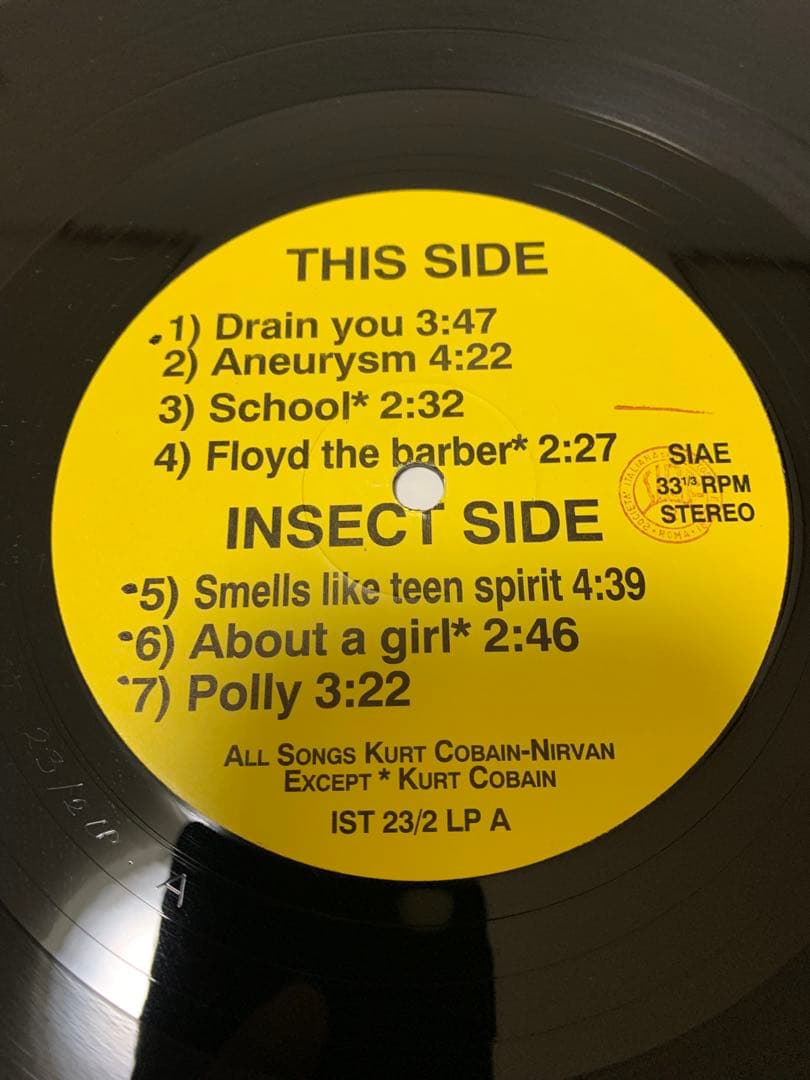 THIS SIDE
1) Drain you 3:47
2) Aneurysm 4:22
3) School* 2:32
4) Floyd the barber* 2:27
SIAE
33 1/3 RPM
STEREO
INSECT SIDE
5) Smells like teen spirit 4:39
6) About a girl* 2:46
7) Polly 3:22
ALL SONGS KURT COBAIN-NIRVAN
EXCEPT * KURT COBAIN
IST 23/2 LP A
23/2 LP. A